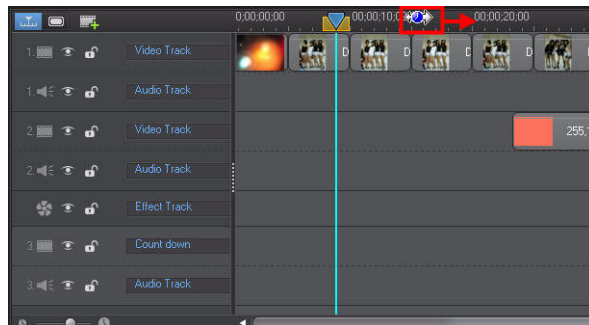 0;00;00;00 00;00;10;0 00;00;20;00
1. Video Track
D D D D
1. Audio Track
2. Video Track
255,
2. Audio Track
Effect Track
3. Count down
3. Audio Track